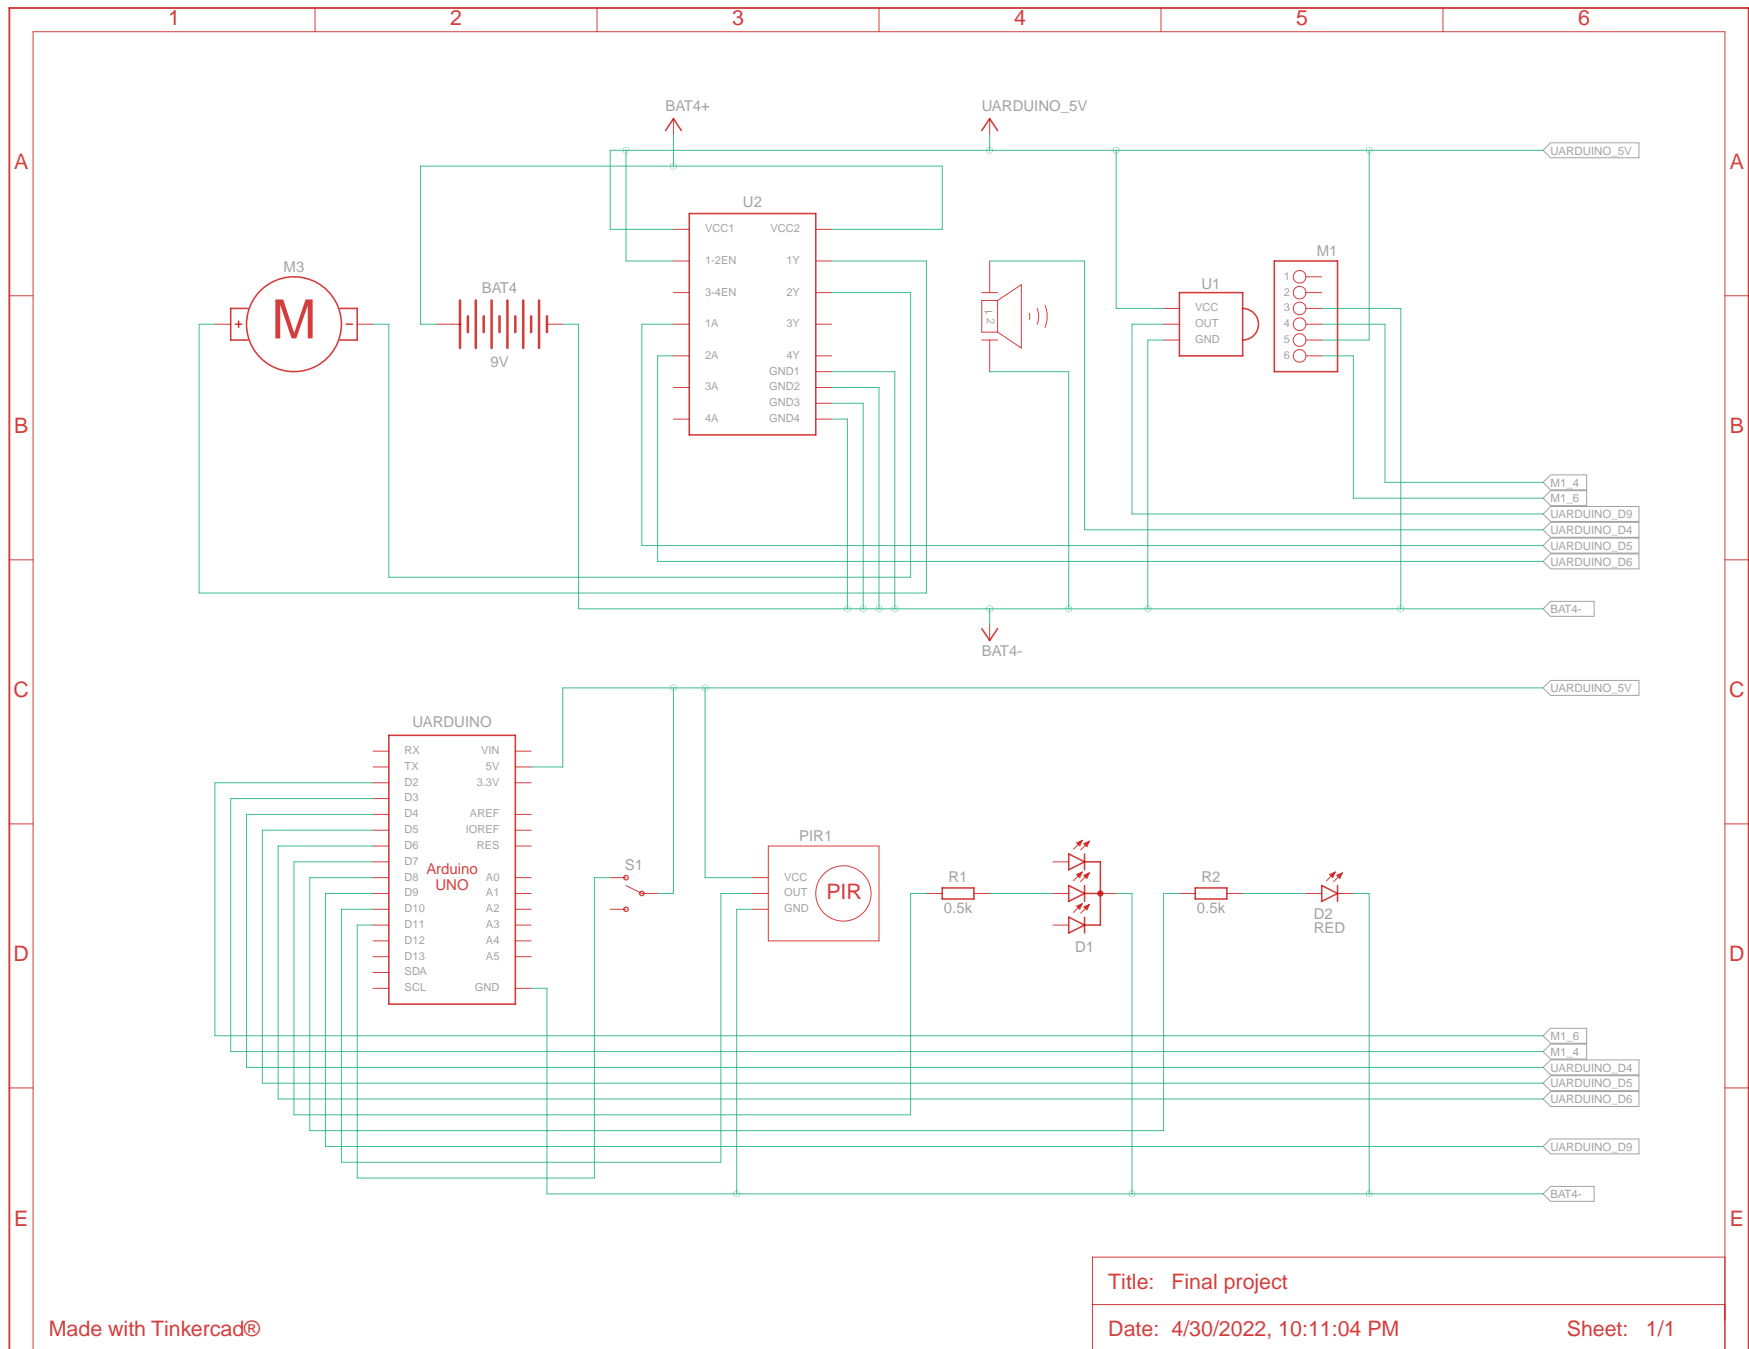 1 2 3 4 5 6
BAT4+ UARDUINO_5V
A UARDUINO_5V A
U2
VCC1 VCC2
M1
1-2EN 1Y
M3
1
U1
BAT4
3-4EN 2Y
2
VCC 3
+ M - 1A 3Y
1 2
OUT 4
GND 5
9V
2A 4Y
6
GND1
3A GND2
GND3
4A GND4
B B
M1_4
M1_6
UARDUINO_D9
UARDUINO_D4
UARDUINO_D5
UARDUINO_D6
BAT4-
BAT4-
C UARDUINO_5V C
UARDUINO
RX VIN
TX 5V
D2 3.3V
D3
D4 AREF
D5 IOREF
D6 RES
D7
D8 A0
D9 A1
D10 A2
D11 A3
D12 A4
D13 A5
SDA
SCL GND
Arduino
UNO
S1
PIR1
VCC
OUT
GND
PIR
R1
0.5k
D1
R2
0.5k
D2
RED
D D
M1_6
M1_4
UARDUINO_D4
UARDUINO_D5
UARDUINO_D6
UARDUINO_D9
BAT4-
E E
Title: Final project
Made with Tinkercad®
Date: 4/30/2022, 10:11:04 PM Sheet: 1/1